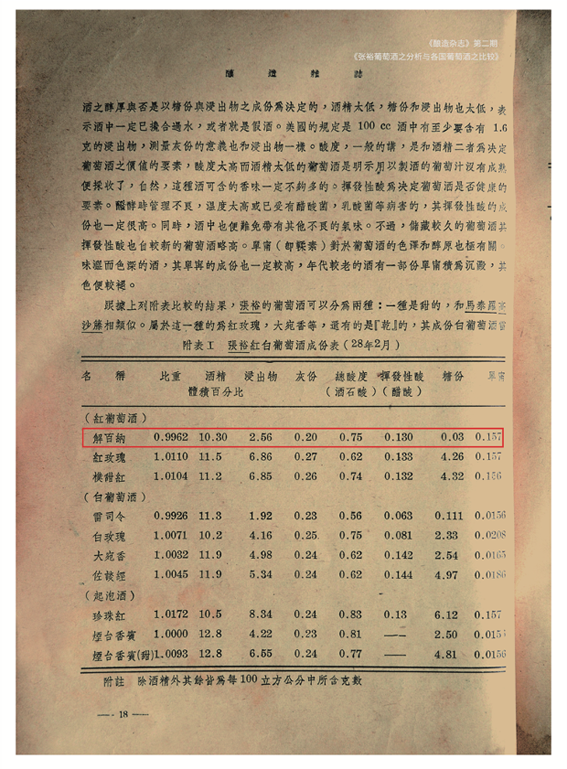 《酿造杂志》第二期
《张裕葡萄酒之分析与各国葡萄酒之比较》
釀 造 雜 誌
酒之醇厚與否是以糖份與浸出物之成份為決定的，酒精太低，糖份和浸出物也太低，表
示酒中一定已攙合過水，或者就是假酒。美國的規定是 100 cc 酒中有至少要含有 1.6
克的浸出物，測量灰份的意義也和浸出物一樣。酸度，一般的講，是和酒精二者為決定
葡萄酒之價值的要素，酸度太高而酒精太低的葡萄酒是明示用以製酒的葡萄汁沒有成熟
便採收了，自然，這種酒可含的香味一定不夠多的。揮發性酸為決定葡萄酒是否健康的
要素。醱酵時管理不良，溫度太高或已受有醋酸菌，乳酸菌等病害的，其揮發性酸的成
份也一定很高。同時，酒中也便難免帶有其他不良的氣味。不過，儲藏較久的葡萄酒其
揮發性酸也自較新的葡萄酒略高。單甯（卽鞣素）對於葡萄酒的色澤和醇厚也極有關。
味澀而色深的酒，其單甯的成份也一定較高，年代較老的酒有一部份單甯積為沉殿，其
色便較褪。
根據上列附表比較的結果，張裕的葡萄酒可以分為兩種：一種是甜的，和馬泰羅
沙藤相類似。屬於這一種的為紅玫瑰，大宛香等，還有的是『乾』的，其成份白葡萄酒
附表Ⅰ 張裕紅白葡萄酒成份表（28年2月）
名 稱 比重 酒精 浸出物 灰份 總酸度 揮發性酸 糖份 單甯
體積百分比 （酒石酸） （醋酸）
（紅葡萄酒）
解百納 0.9962 10.30 2.56 0.20 0.75 0.130 0.03 0.157
紅玫瑰 1.0110 11.5 6.86 0.27 0.62 0.133 4.26 0.157
樸甜紅 1.0104 11.2 6.85 0.26 0.74 0.132 4.32 0.156
（白葡萄酒）
雷司令 0.9926 11.3 1.92 0.23 0.56 0.063 0.111 0.0156
白玫瑰 1.0071 10.2 4.16 0.25 0.75 0.081 2.33 0.0208
大宛香 1.0032 11.9 4.98 0.24 0.62 0.142 2.54 0.0165
佐談經 1.0045 11.9 5.34 0.24 0.62 0.144 4.97 0.0186
（起泡酒）
珍珠紅 1.0172 10.5 8.34 0.24 0.83 0.13 6.12 0.157
煙台香賓 1.0000 12.8 4.22 0.23 0.81 —— 2.50
煙台香賓(甜) 1.0093 12.8 6.55 0.24 0.77 —— 4.81 0.0156
附註 除酒精外其餘皆為每100立方公分中所含克數
—— 18 ——